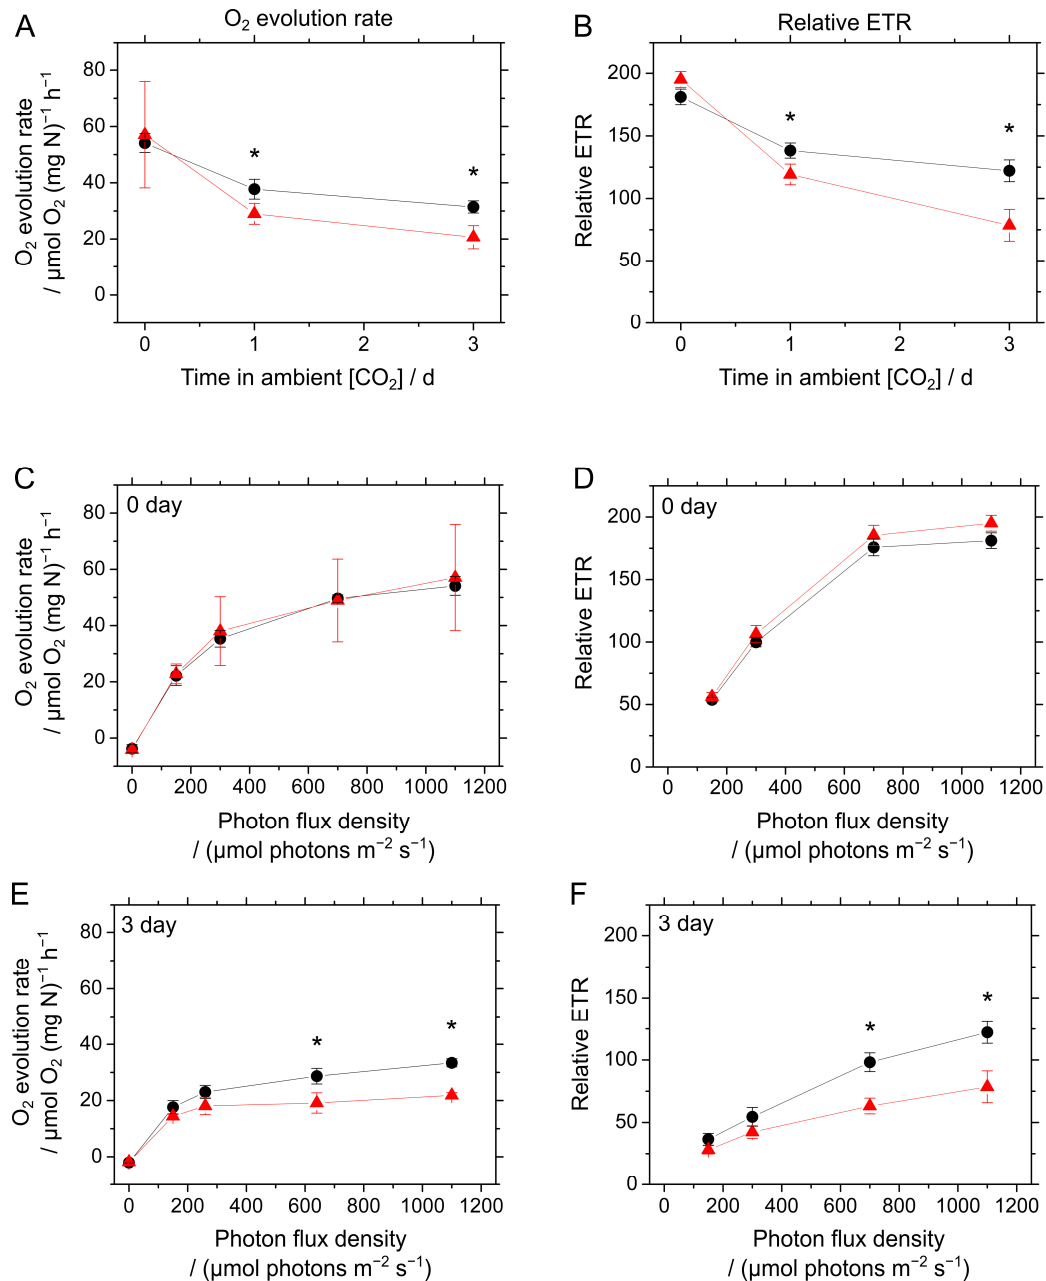 A
O₂ evolution rate
O₂ evolution rate
/ µmol O₂ (mg N)⁻¹ h⁻¹
80
60
40
20
0
*
*
0
1
2
3
Time in ambient [CO₂] / d
B
Relative ETR
Relative ETR
200
150
100
50
0
*
*
0
1
2
3
Time in ambient [CO₂] / d
C
0 day
O₂ evolution rate
/ µmol O₂ (mg N)⁻¹ h⁻¹
80
60
40
20
0
0
200
400
600
800
1000
1200
Photon flux density
/ (µmol photons m⁻² s⁻¹)
D
0 day
Relative ETR
200
150
100
50
0
0
200
400
600
800
1000
1200
Photon flux density
/ (µmol photons m⁻² s⁻¹)
E
3 day
O₂ evolution rate
/ µmol O₂ (mg N)⁻¹ h⁻¹
80
60
40
20
0
*
*
0
200
400
600
800
1000
1200
Photon flux density
/ (µmol photons m⁻² s⁻¹)
F
3 day
Relative ETR
200
150
100
50
0
*
*
0
200
400
600
800
1000
1200
Photon flux density
/ (µmol photons m⁻² s⁻¹)